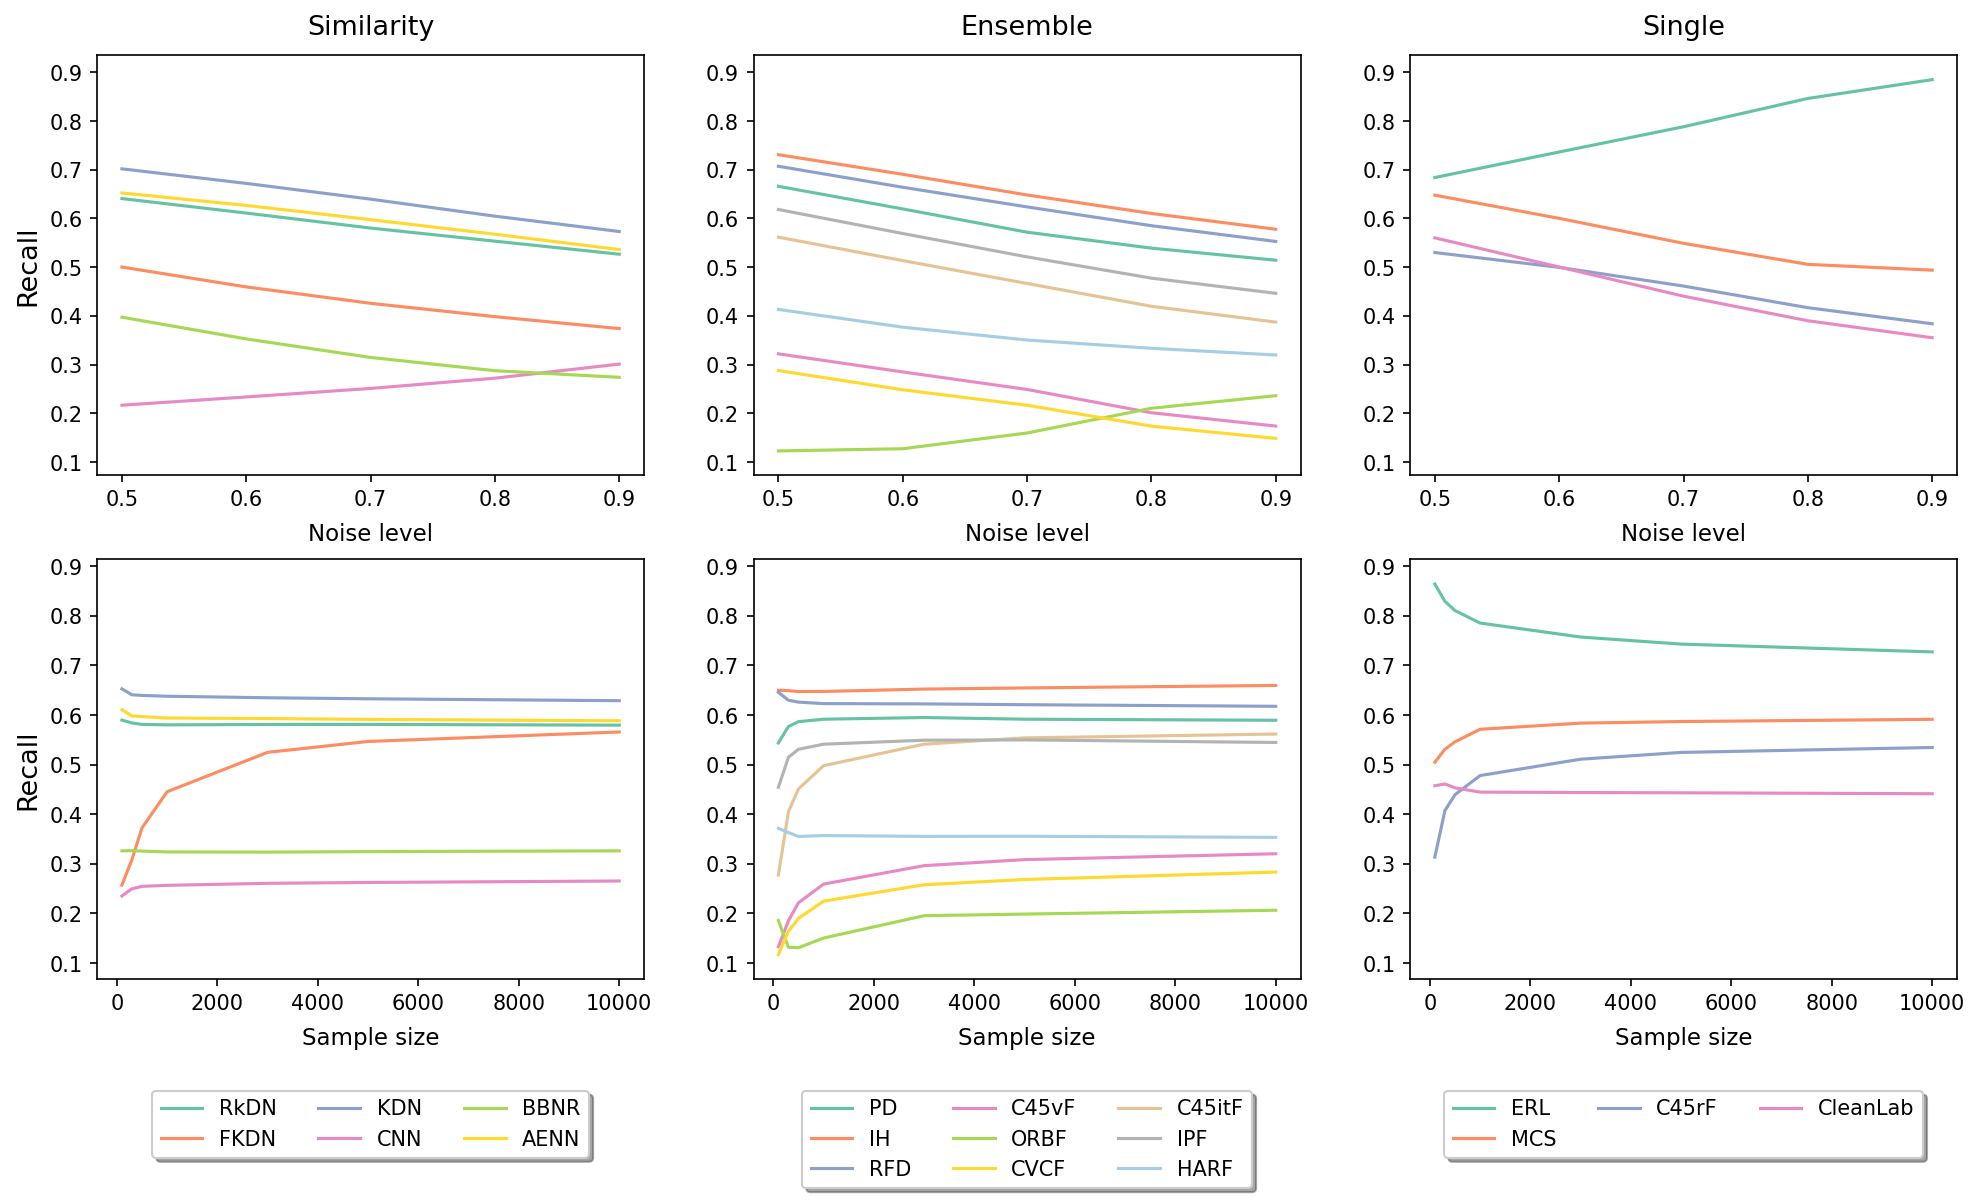 Similarity Ensemble Single
0.9 0.9 0.9
0.8 0.8 0.8
0.7 0.7 0.7
0.6 0.6 0.6
Recall
0.5 0.5 0.5
0.4 0.4 0.4
0.3 0.3 0.3
0.2 0.2 0.2
0.1 0.1 0.1
0.5 0.6 0.7 0.8 0.9 0.5 0.6 0.7 0.8 0.9 0.5 0.6 0.7 0.8 0.9
Noise level Noise level Noise level
0.9 0.9 0.9
0.8 0.8 0.8
0.7 0.7 0.7
0.6 0.6 0.6
Recall
0.5 0.5 0.5
0.4 0.4 0.4
0.3 0.3 0.3
0.2 0.2 0.2
0.1 0.1 0.1
0 2000 4000 6000 8000 10000 0 2000 4000 6000 8000 10000 0 2000 4000 6000 8000 10000
Sample size Sample size Sample size
RkDN KDN BBNR
FKDN CNN AENN
PD C45vF C45itF
IH ORBF IPF
RFD CVCF HARF
ERL C45rF CleanLab
MCS